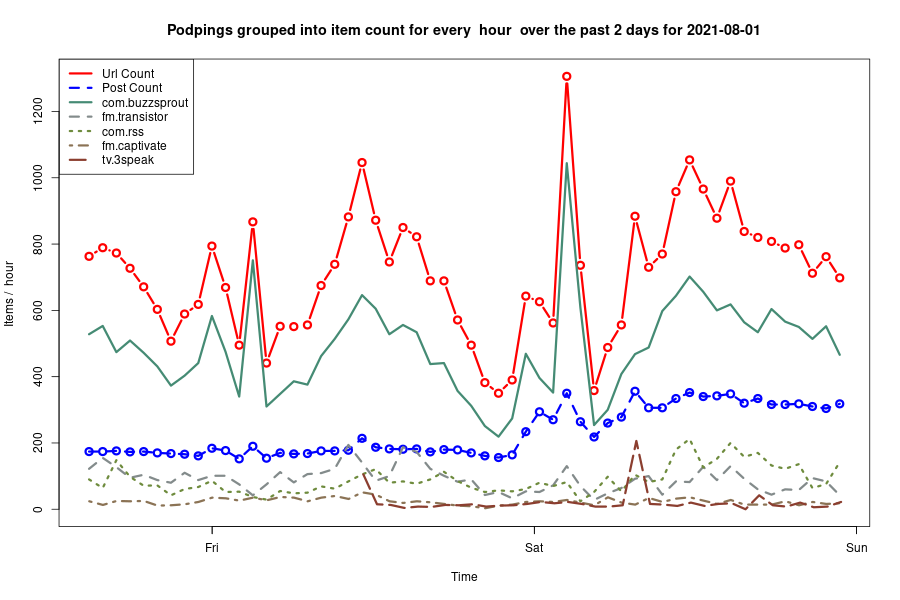 Podpings grouped into item count for every  hour  over the past 2 days for 2021-08-01
Url Count
Post Count
com.buzzsprout
fm.transistor
com.rss
fm.captivate
tv.3speak
Items / hour
1200
1000
800
600
400
200
0
Fri
Sat
Sun
Time